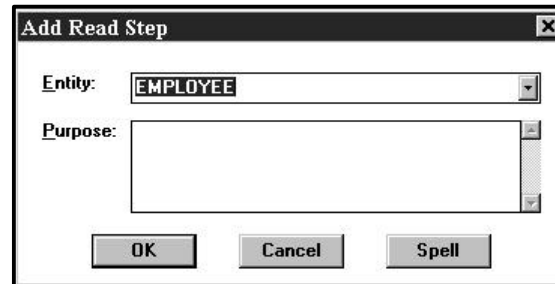 Add Read Step
Entity: EMPLOYEE
Purpose:
OK Cancel Spell